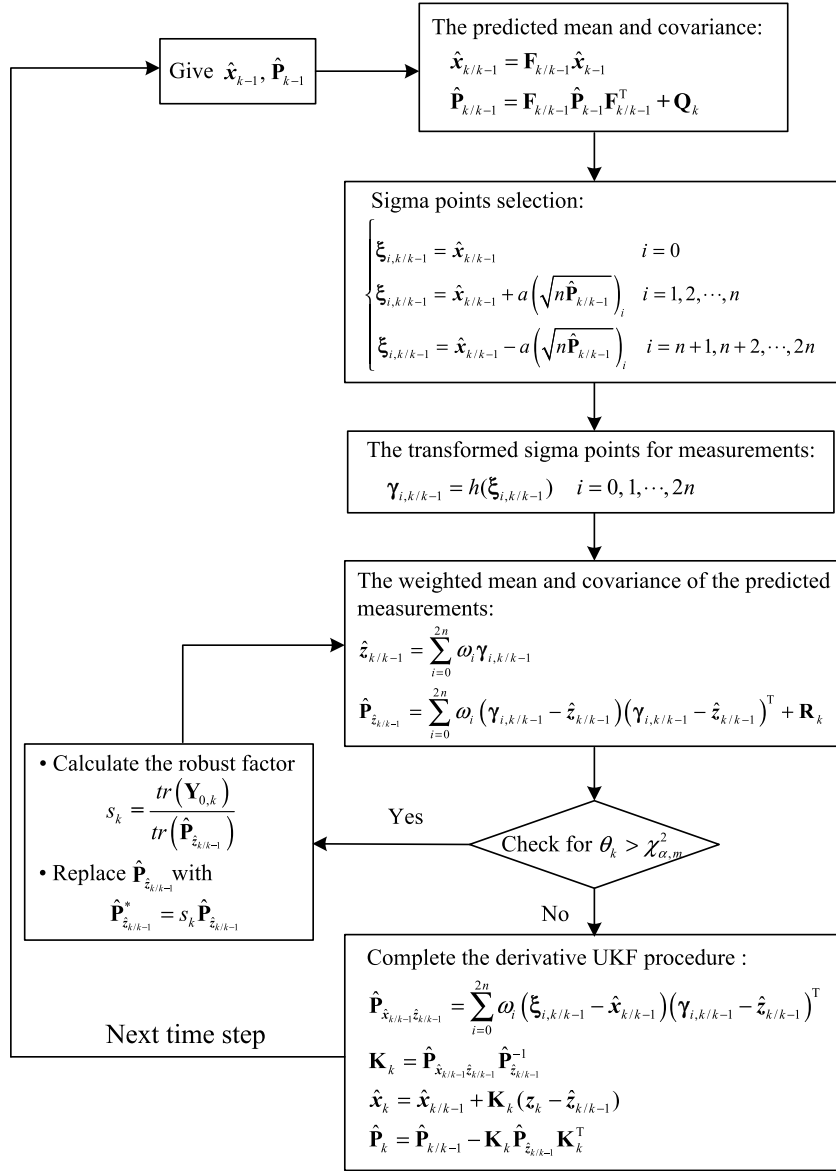 Give x̂ₖ₋₁, P̂ₖ₋₁
The predicted mean and covariance:
x̂_{k/k−1} = F_{k/k−1} x̂_{k−1}
P̂_{k/k−1} = F_{k/k−1} P̂_{k−1} F^T_{k/k−1} + Q_k
Sigma points selection:
ξ_{i,k/k−1} = x̂_{k/k−1} i = 0
ξ_{i,k/k−1} = x̂_{k/k−1} + a(√(nP̂_{k/k−1}))_i i = 1, 2, ⋯, n
ξ_{i,k/k−1} = x̂_{k/k−1} − a(√(nP̂_{k/k−1}))_i i = n+1, n+2, ⋯, 2n
The transformed sigma points for measurements:
γ_{i,k/k−1} = h(ξ_{i,k/k−1}) i = 0, 1, ⋯, 2n
The weighted mean and covariance of the predicted
measurements:
ẑ_{k/k−1} = ∑_{i=0}^{2n} ω_i γ_{i,k/k−1}
P̂_{ẑ_{k/k−1}} = ∑_{i=0}^{2n} ω_i (γ_{i,k/k−1} − ẑ_{k/k−1})(γ_{i,k/k−1} − ẑ_{k/k−1})^T + R_k
Check for θ_k > χ²_{α,m}
Yes
• Calculate the robust factor
s_k = tr(Y_{0,k}) / tr(P̂_{ẑ_{k/k−1}})
• Replace P̂_{ẑ_{k/k−1}} with
P̂*_{ẑ_{k/k−1}} = s_k P̂_{ẑ_{k/k−1}}
No
Complete the derivative UKF procedure :
P̂_{x̂_{k/k−1}ẑ_{k/k−1}} = ∑_{i=0}^{2n} ω_i (ξ_{i,k/k−1} − x̂_{k/k−1})(γ_{i,k/k−1} − ẑ_{k/k−1})^T
K_k = P̂_{x̂_{k/k−1}ẑ_{k/k−1}} P̂^{−1}_{ẑ_{k/k−1}}
x̂_k = x̂_{k/k−1} + K_k(z_k − ẑ_{k/k−1})
P̂_k = P̂_{k/k−1} − K_k P̂_{ẑ_{k/k−1}} K_k^T
Next time step